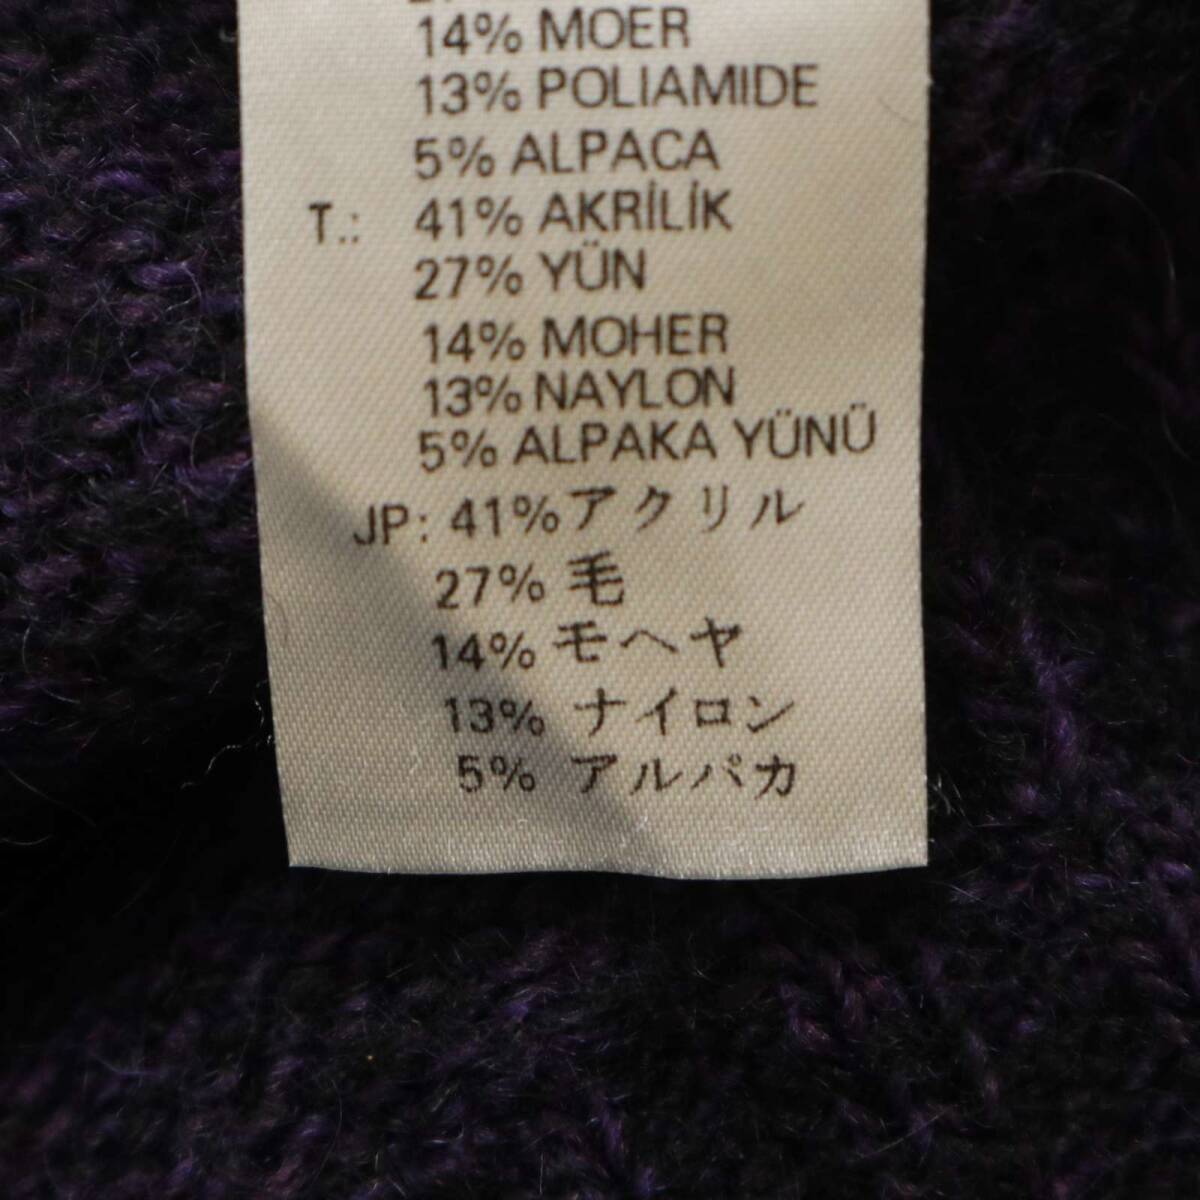 14% MOER
13% POLIAMIDE
5% ALPACA
T.: 41% AKRİLİK
27% YÜN
14% MOHER
13% NAYLON
5% ALPAKA YÜNÜ
JP: 41% アクリル
27% 毛
14% モヘヤ
13% ナイロン
5% アルパカ